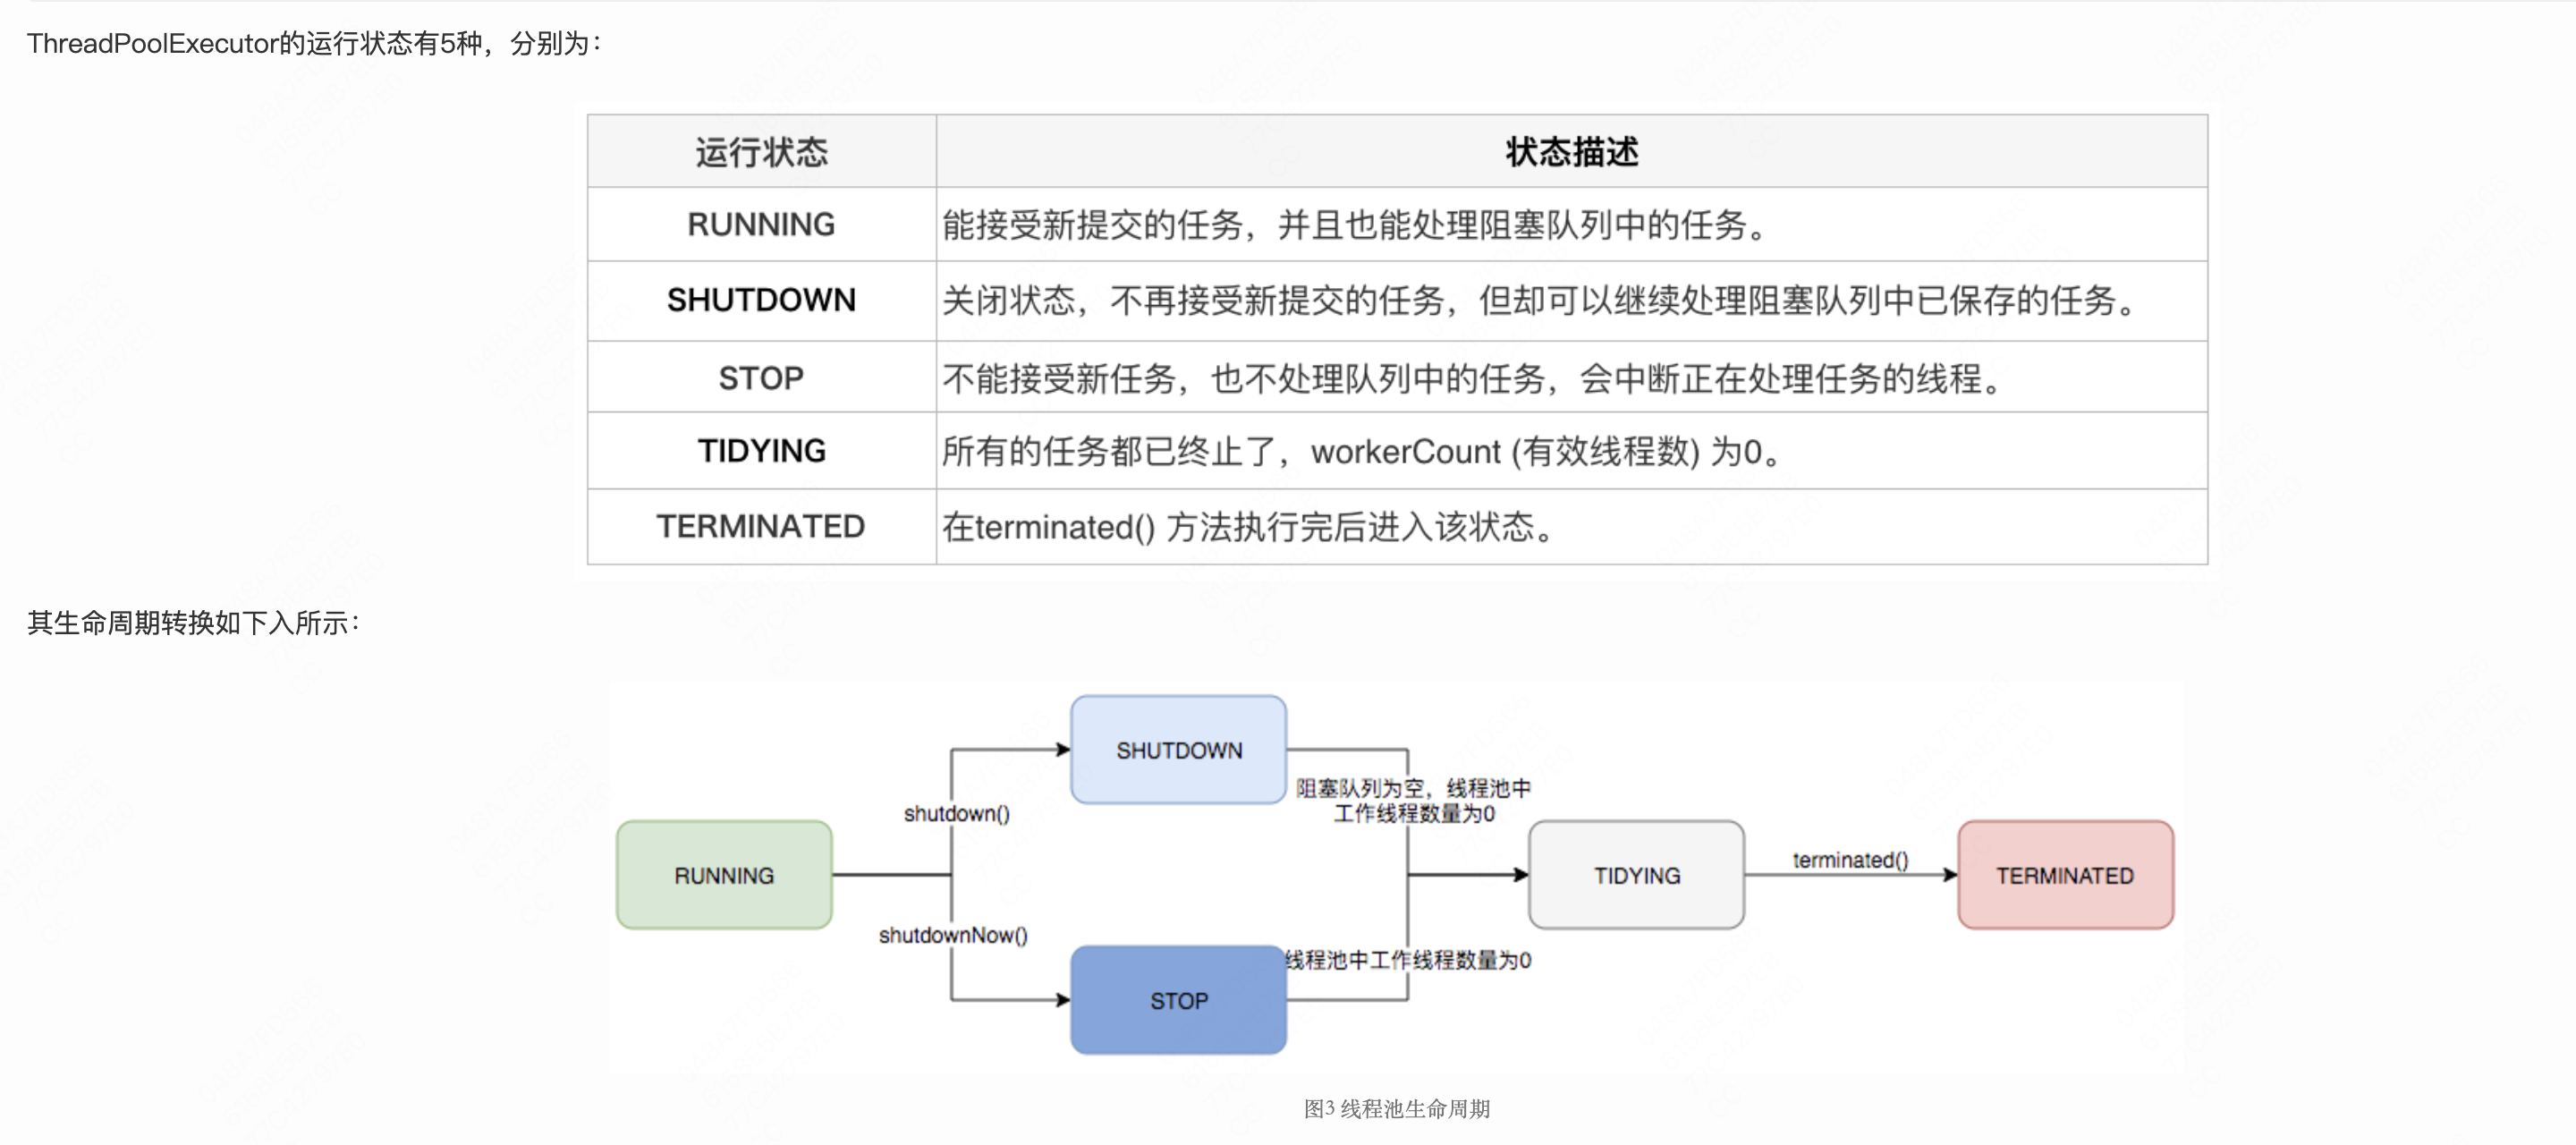 ThreadPoolExecutor的运行状态有5种，分别为：
运行状态 状态描述
RUNNING 能接受新提交的任务，并且也能处理阻塞队列中的任务。
SHUTDOWN 关闭状态，不再接受新提交的任务，但却可以继续处理阻塞队列中已保存的任务。
STOP 不能接受新任务，也不处理队列中的任务，会中断正在处理任务的线程。
TIDYING 所有的任务都已终止了，workerCount (有效线程数) 为0。
TERMINATED 在terminated() 方法执行完后进入该状态。
其生命周期转换如下入所示：
RUNNING
shutdown()
shutdownNow()
SHUTDOWN
STOP
阻塞队列为空，线程池中
工作线程数量为0
线程池中工作线程数量为0
TIDYING
terminated()
TERMINATED
图3 线程池生命周期